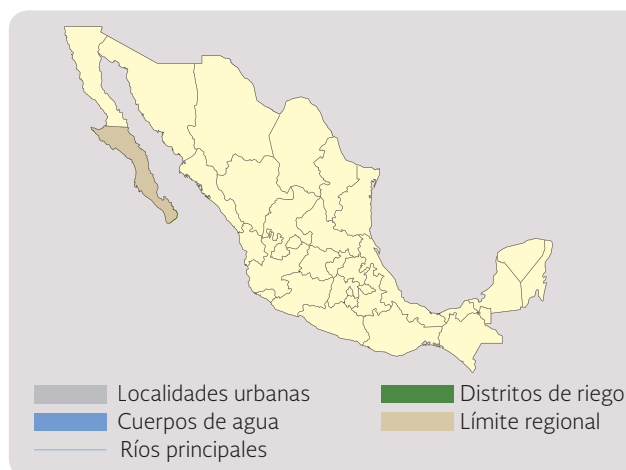 Localidades urbanas
Cuerpos de agua
Ríos principales
Distritos de riego
Límite regional